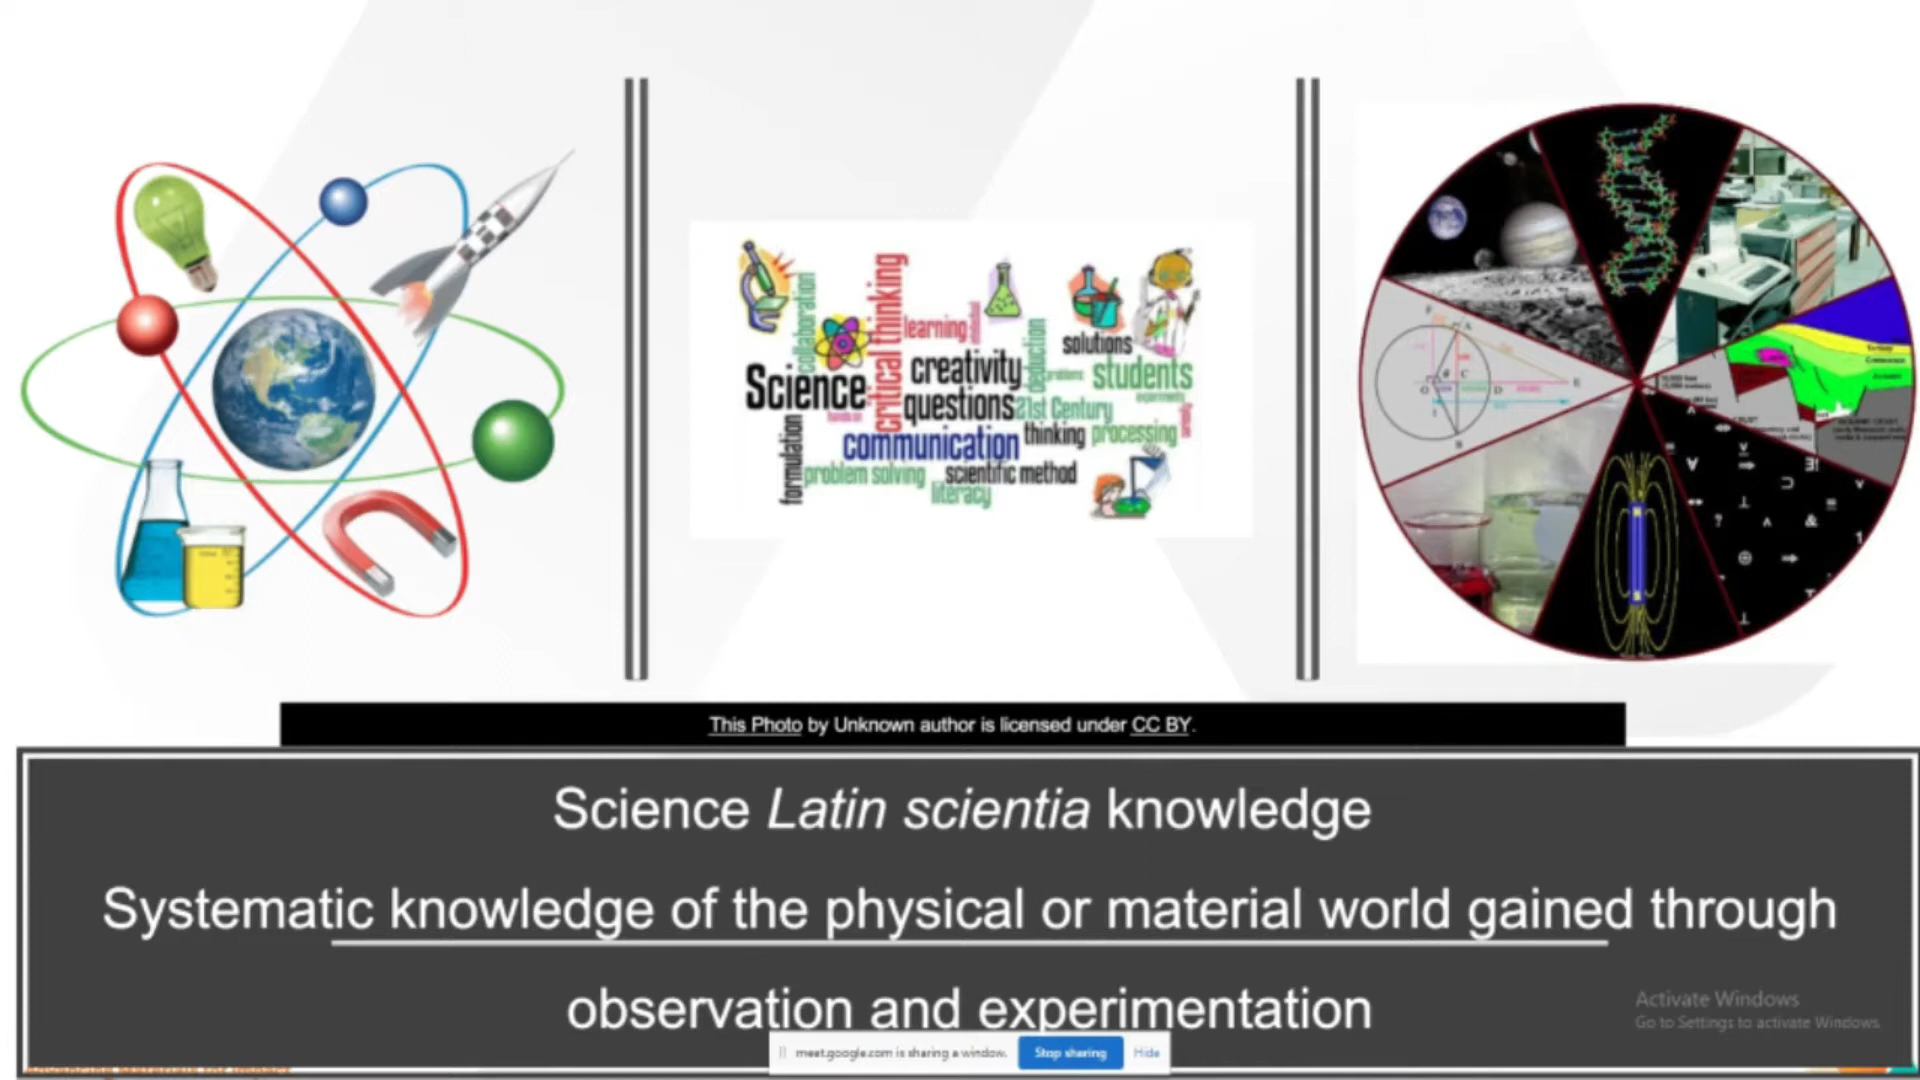 collaboration
critical thinking
learning
deduction
solutions
Science
creativity
students
questions
21st Century
communication
thinking
processing
formulation
problem solving
scientific method
literacy
This Photo by Unknown author is licensed under CC BY.
Science Latin scientia knowledge
Systematic knowledge of the physical or material world gained through
observation and experimentation
Activate Windows
Go to Settings to activate Windows.
meet.google.com is sharing a window.
Stop sharing
Hide